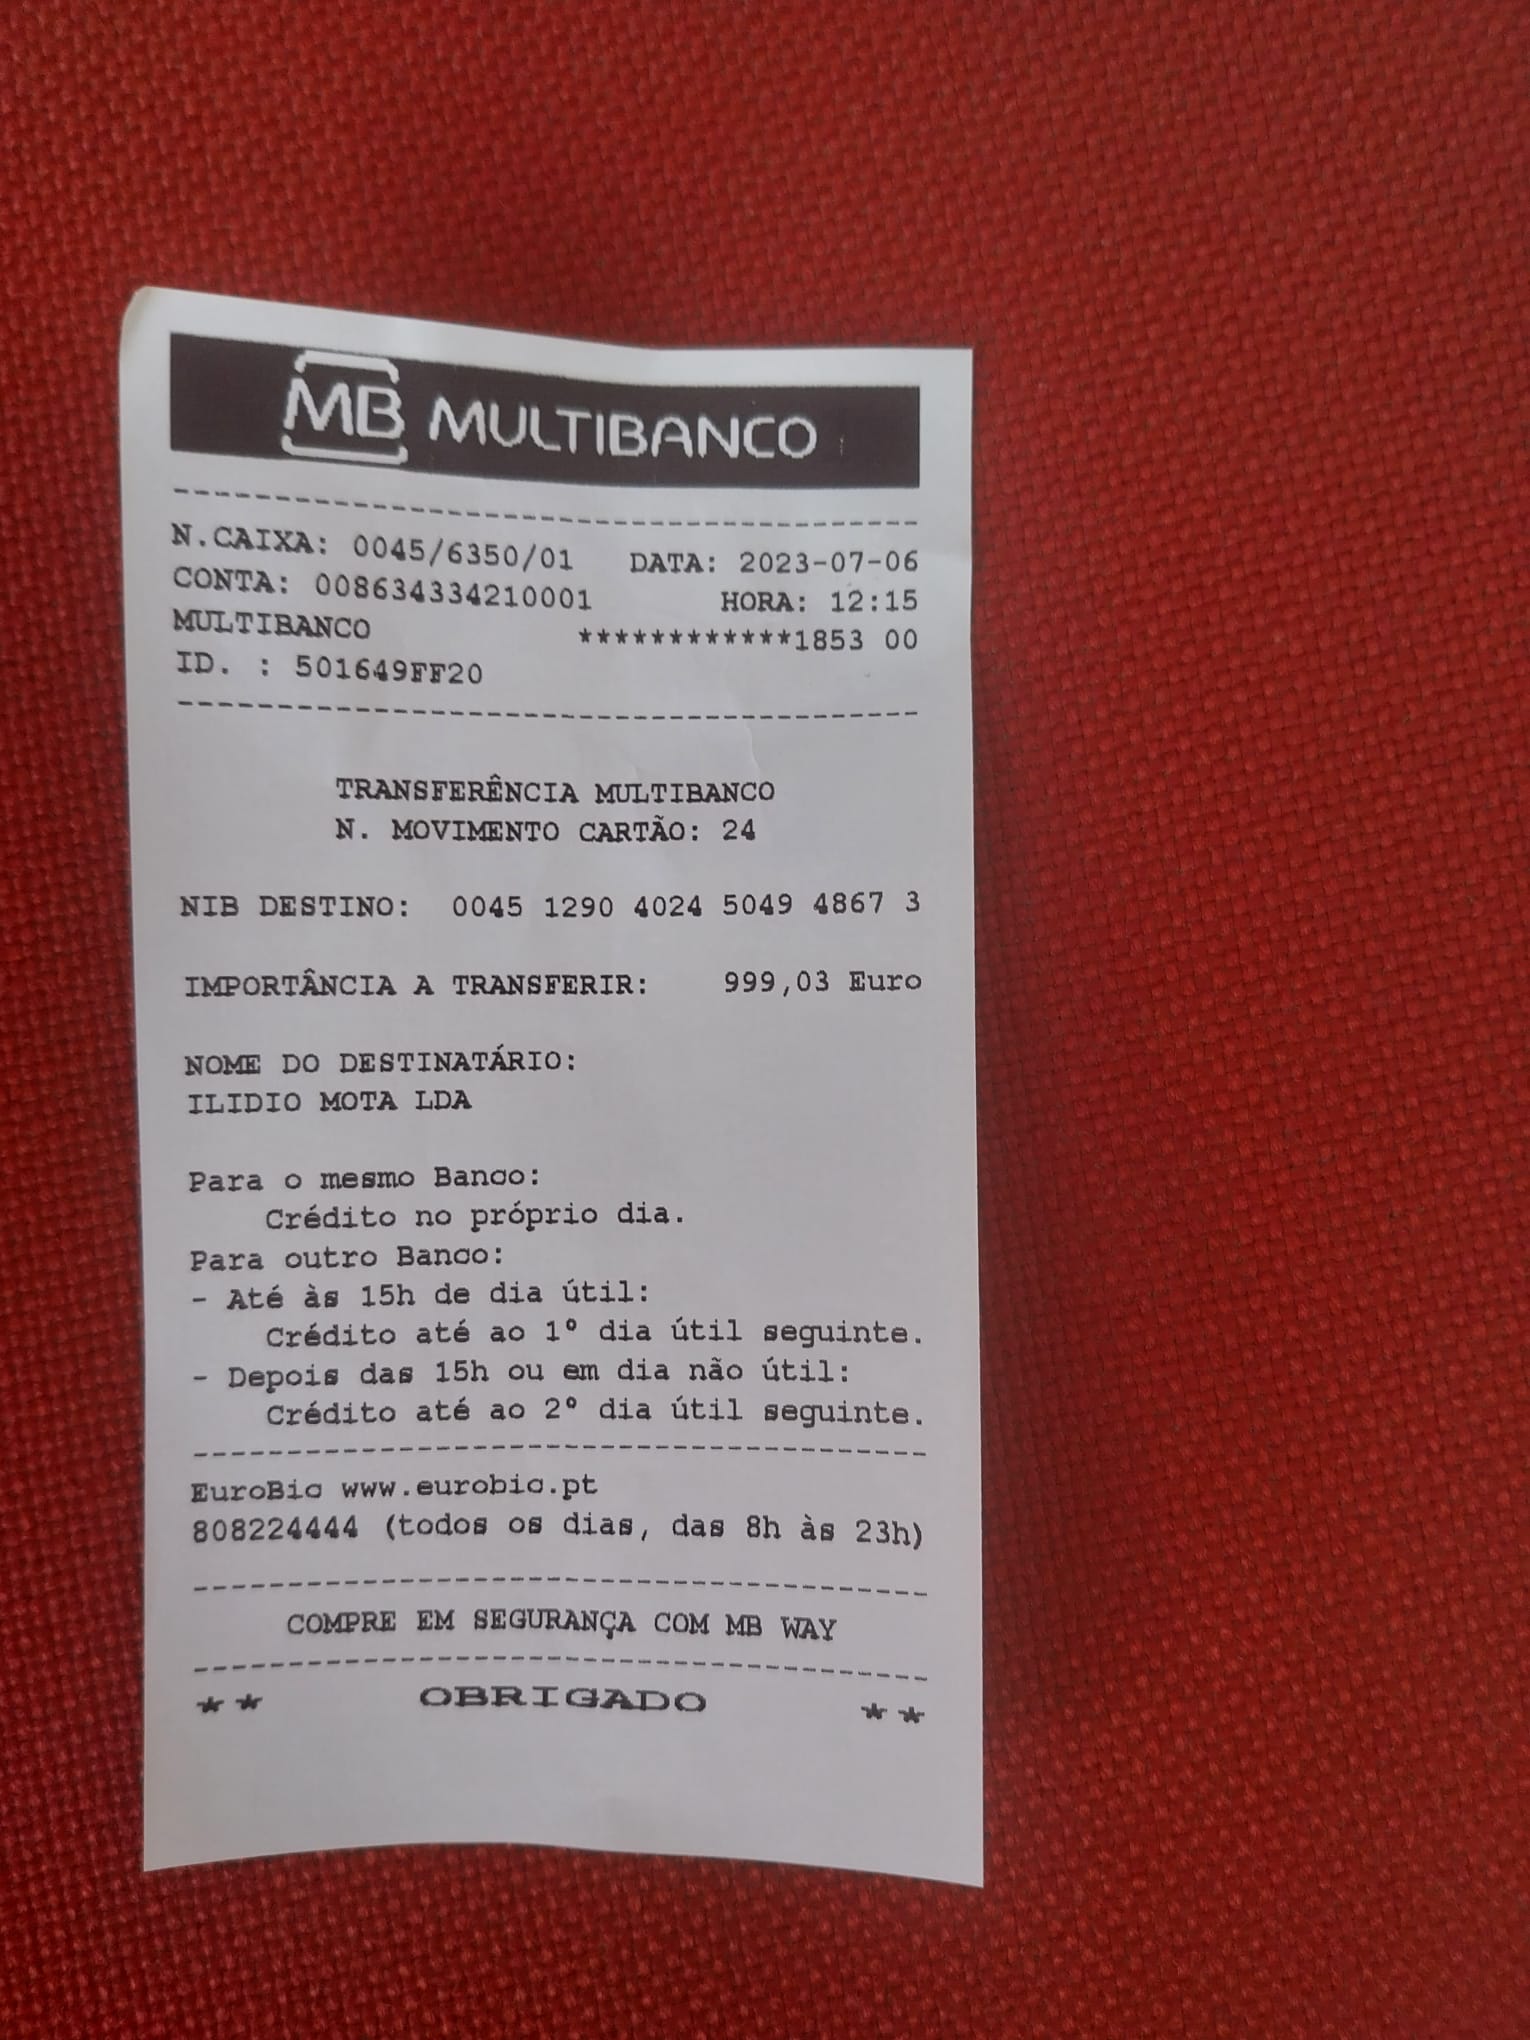 MB MULTIBANCO
N.CAIXA: 0045/6350/01 DATA: 2023-07-06
CONTA: 008634334210001 HORA: 12:15
MULTIBANCO ************1853 00
ID. : 501649FF20
TRANSFERÊNCIA MULTIBANCO
N. MOVIMENTO CARTÃO: 24
NIB DESTINO: 0045 1290 4024 5049 4867 3
IMPORTÂNCIA A TRANSFERIR: 999,03 Euro
NOME DO DESTINATÁRIO:
ILIDIO MOTA LDA
Para o mesmo Banco:
Crédito no próprio dia.
Para outro Banco:
- Até às 15h de dia útil:
Crédito até ao 1º dia útil seguinte.
- Depois das 15h ou em dia não útil:
Crédito até ao 2º dia útil seguinte.
EuroBic www.eurobic.pt
808224444 (todos os dias, das 8h às 23h)
COMPRE EM SEGURANÇA COM MB WAY
** OBRIGADO **